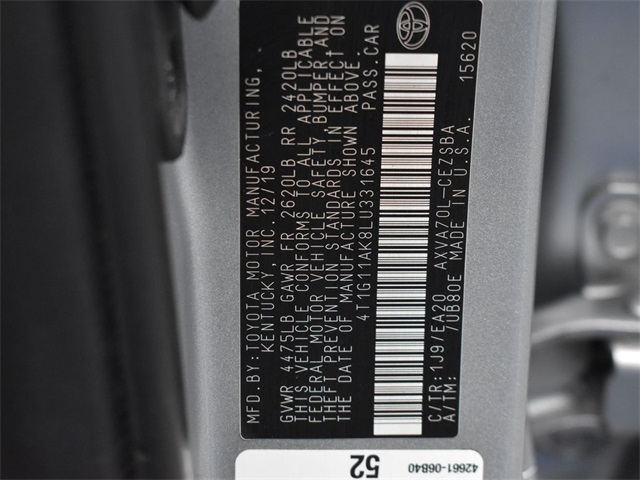 MFD.BY:TOYOTA MOTOR MANUFACTURING,
KENTUCKY, INC. 12/19
GVWR 4475LB GAWR FR 2620LB RR 2420LB
THIS VEHICLE CONFORMS TO ALL APPLICABLE
FEDERAL MOTOR VEHICLE SAFETY, BUMPER, AND
THEFT PREVENTION STANDARDS IN EFFECT ON
THE DATE OF MANUFACTURE SHOWN ABOVE.
4T1G11AK8LU331645 PASS.CAR
C/TR:1J9/EA20 AXVA70L-CEZSBA 15620
A/TM: /UB80E MADE IN U.S.A.
52
42661-06B40